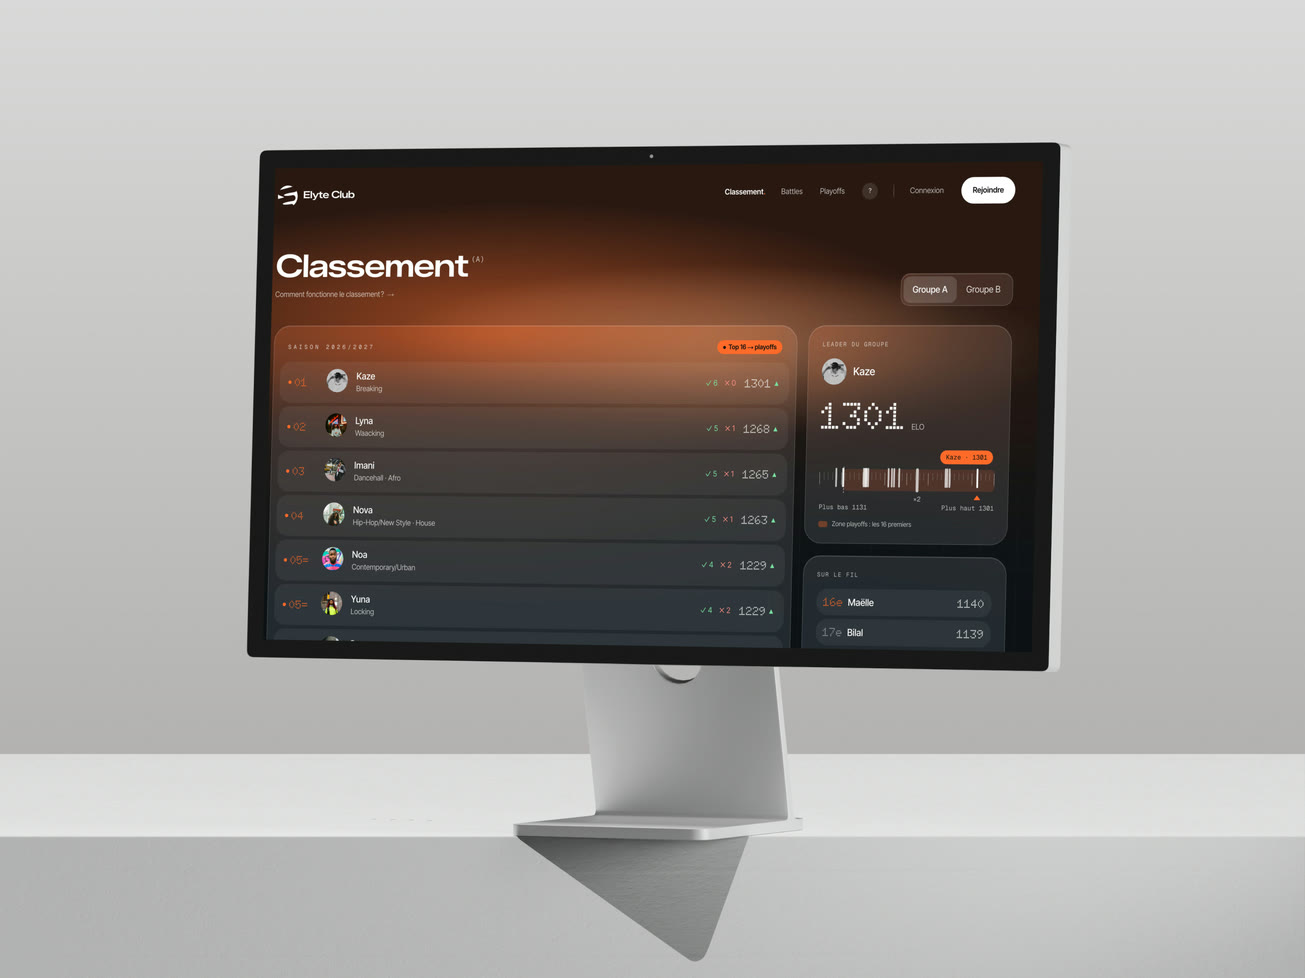 Elyte Club
Classement. Battles Playoffs ? Connexion Rejoindre
Classement (A)
Comment fonctionne le classement ? →
Groupe A Groupe B
SAISON 2026/2027
Top 16 → playoffs
01 Kaze ✓6 ×0 1301 ▲
Breaking
02 Lyna ✓5 ×1 1268 ▲
Waacking
03 Imani ✓5 ×1 1265 ▲
Dancehall · Afro
04 Nova ✓5 ×1 1263 ▲
Hip-Hop/New Style · House
05= Noa ✓4 ×2 1229 ▲
Contemporary/Urban
05= Yuna ✓4 ×2 1229 ▲
Locking
LEADER DU GROUPE
Kaze
1301 ELO
Kaze · 1301
×2
Plus bas 1131 Plus haut 1301
Zone playoffs : les 16 premiers
SUR LE FIL
16e Maëlle 1140
17e Bilal 1139